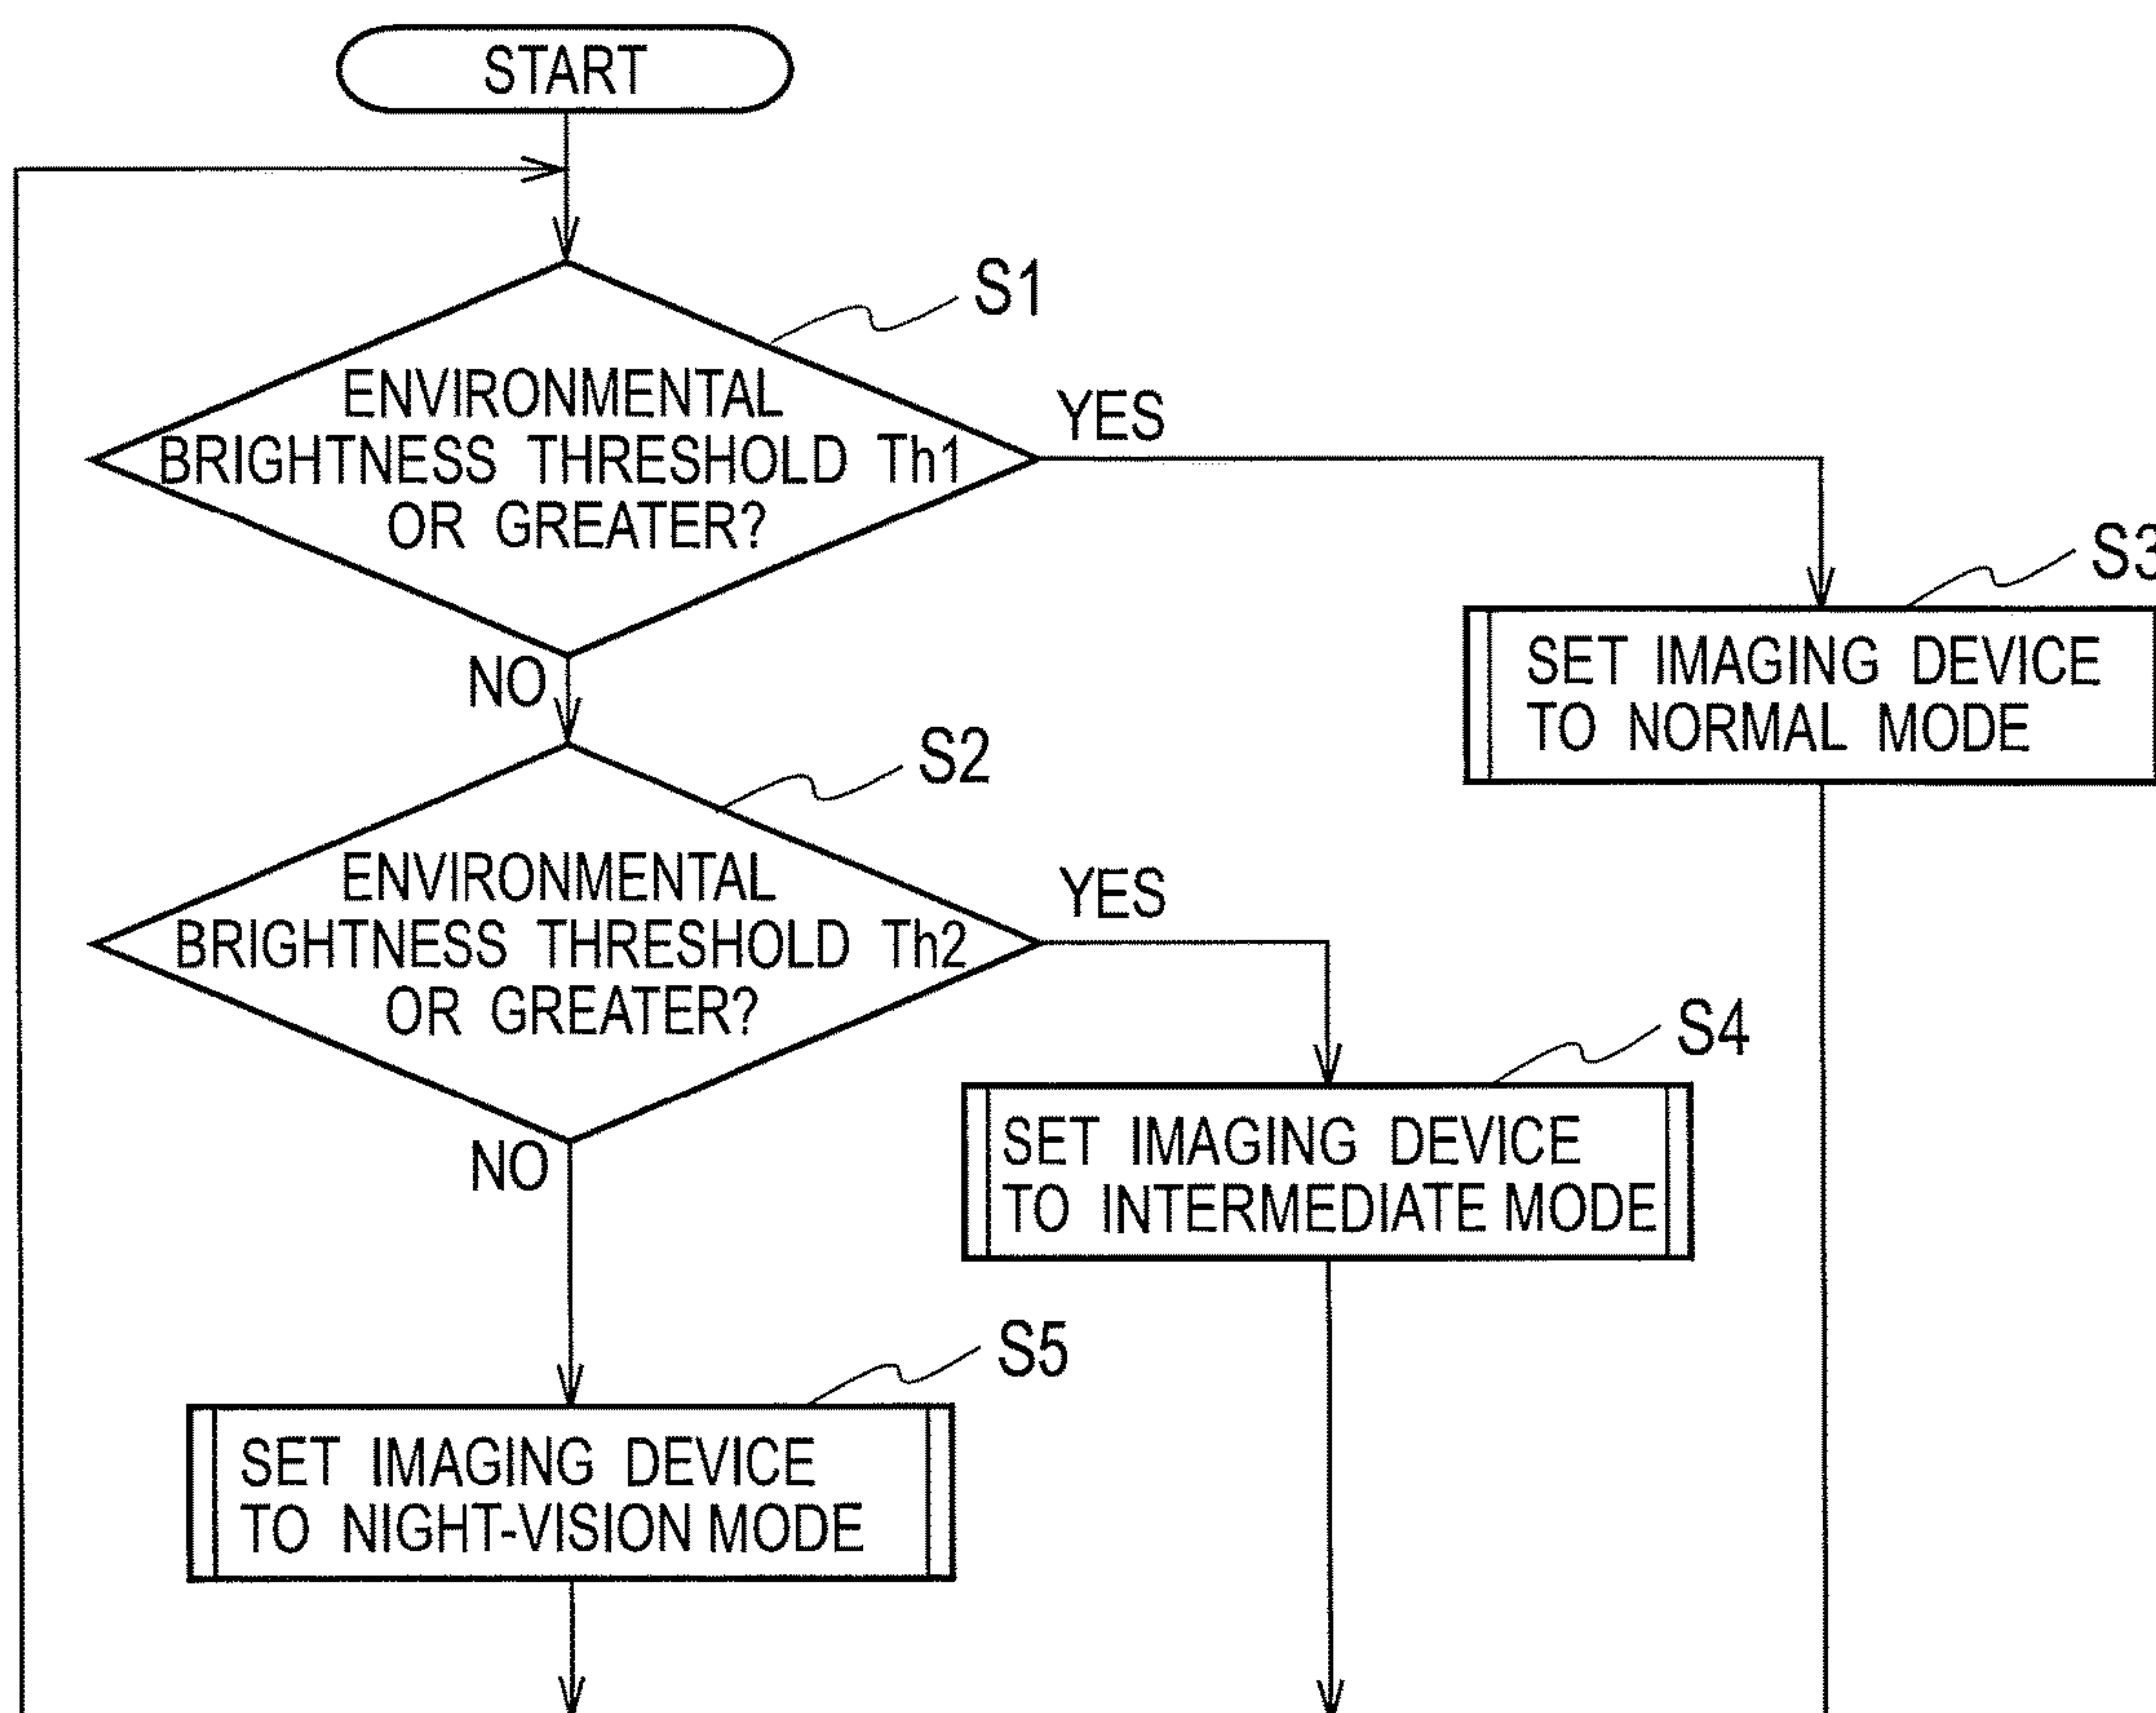 START
S1
ENVIRONMENTAL
BRIGHTNESS THRESHOLD Th1
OR GREATER?
YES
NO
S3
SET IMAGING DEVICE
TO NORMAL MODE
S2
ENVIRONMENTAL
BRIGHTNESS THRESHOLD Th2
OR GREATER?
YES
NO
S4
SET IMAGING DEVICE
TO INTERMEDIATE MODE
S5
SET IMAGING DEVICE
TO NIGHT-VISION MODE